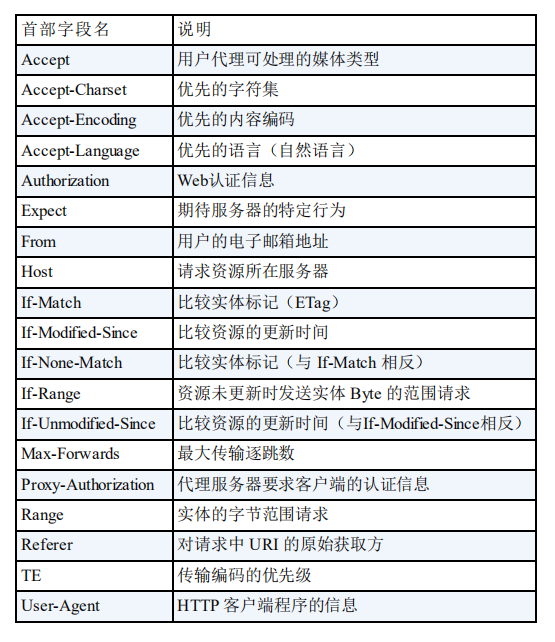 首部字段名 说明
Accept 用户代理可处理的媒体类型
Accept-Charset 优先的字符集
Accept-Encoding 优先的内容编码
Accept-Language 优先的语言（自然语言）
Authorization Web认证信息
Expect 期待服务器的特定行为
From 用户的电子邮箱地址
Host 请求资源所在服务器
If-Match 比较实体标记（ETag）
If-Modified-Since 比较资源的更新时间
If-None-Match 比较实体标记（与 If-Match 相反）
If-Range 资源未更新时发送实体 Byte 的范围请求
If-Unmodified-Since 比较资源的更新时间（与If-Modified-Since相反）
Max-Forwards 最大传输逐跳数
Proxy-Authorization 代理服务器要求客户端的认证信息
Range 实体的字节范围请求
Referer 对请求中 URI 的原始获取方
TE 传输编码的优先级
User-Agent HTTP 客户端程序的信息